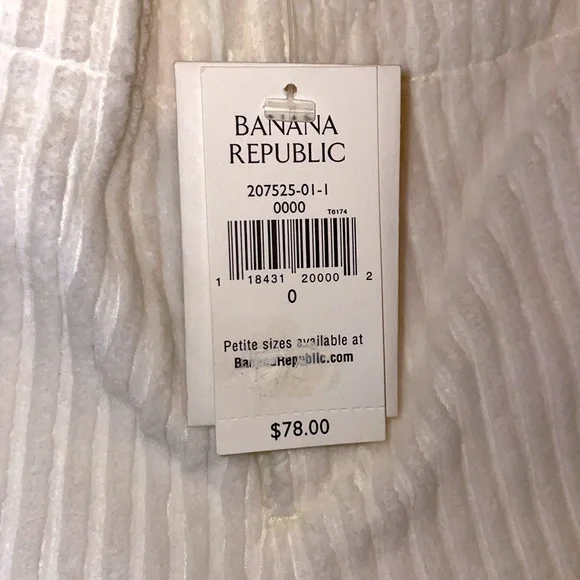 BANANA
REPUBLIC
207525-01-1
0000
T6174
1 18431 20000 2
0
Petite sizes available at
BananaRepublic.com
$78.00